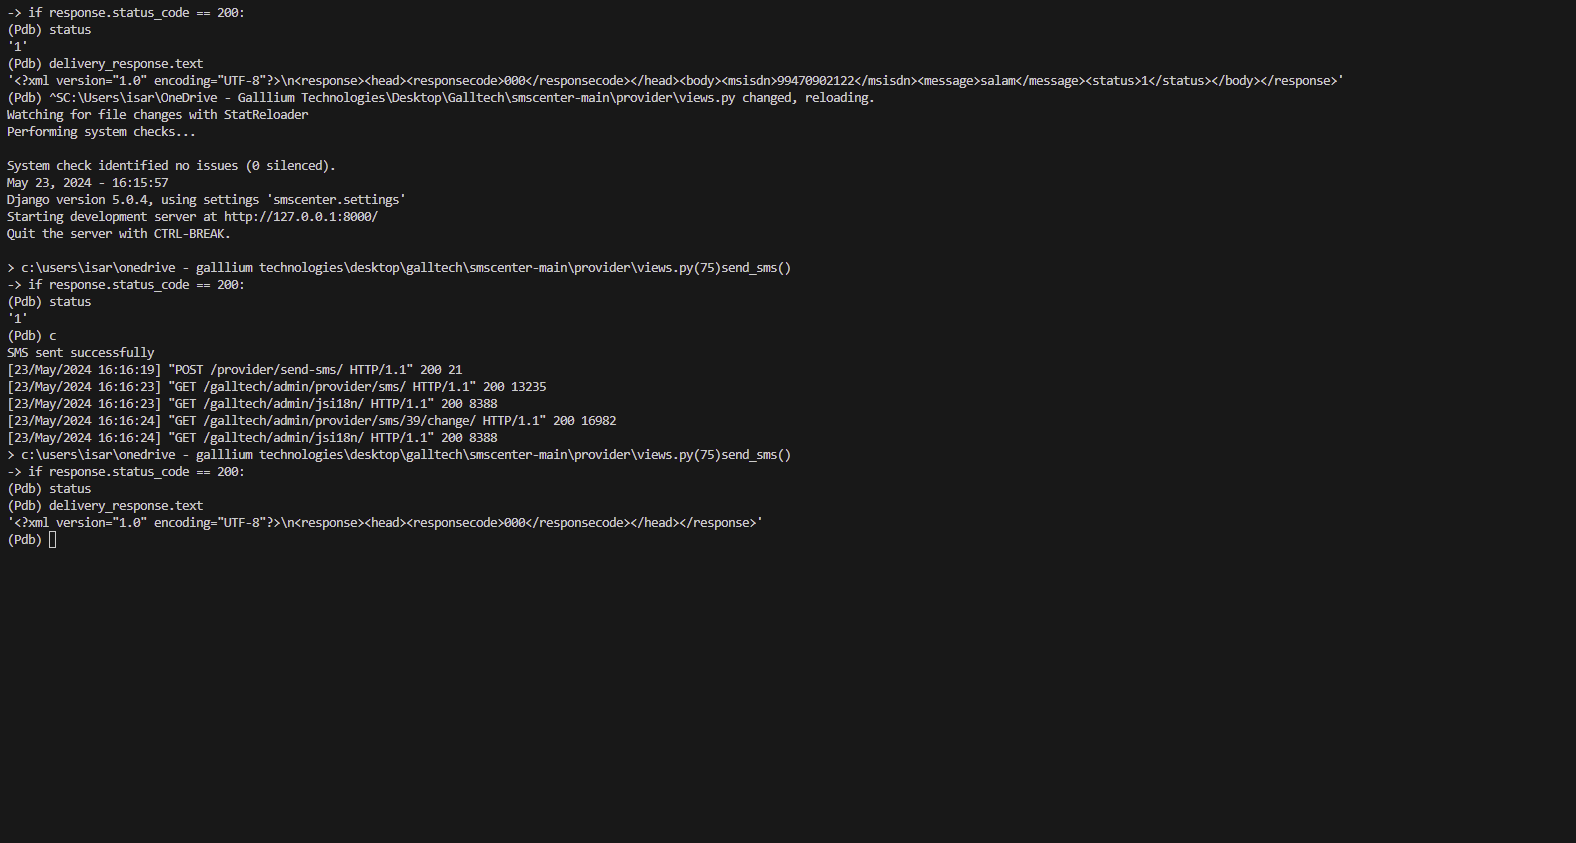 -> if response.status_code == 200:
(Pdb) status
'1'
(Pdb) delivery_response.text
'<?xml version="1.0" encoding="UTF-8"?>\n<response><head><responsecode>000</responsecode></head><body><msisdn>99470902122</msisdn><message>salam</message><status>1</status></body></response>'
(Pdb) ^SC:\Users\isar\OneDrive - Galllium Technologies\Desktop\Galltech\smscenter-main\provider\views.py changed, reloading.
Watching for file changes with StatReloader
Performing system checks...

System check identified no issues (0 silenced).
May 23, 2024 - 16:15:57
Django version 5.0.4, using settings 'smscenter.settings'
Starting development server at http://127.0.0.1:8000/
Quit the server with CTRL-BREAK.

> c:\users\isar\onedrive - galllium technologies\desktop\galltech\smscenter-main\provider\views.py(75)send_sms()
-> if response.status_code == 200:
(Pdb) status
'1'
(Pdb) c
SMS sent successfully
[23/May/2024 16:16:19] "POST /provider/send-sms/ HTTP/1.1" 200 21
[23/May/2024 16:16:23] "GET /galltech/admin/provider/sms/ HTTP/1.1" 200 13235
[23/May/2024 16:16:23] "GET /galltech/admin/jsi18n/ HTTP/1.1" 200 8388
[23/May/2024 16:16:24] "GET /galltech/admin/provider/sms/39/change/ HTTP/1.1" 200 16982
[23/May/2024 16:16:24] "GET /galltech/admin/jsi18n/ HTTP/1.1" 200 8388
> c:\users\isar\onedrive - galllium technologies\desktop\galltech\smscenter-main\provider\views.py(75)send_sms()
-> if response.status_code == 200:
(Pdb) status
(Pdb) delivery_response.text
'<?xml version="1.0" encoding="UTF-8"?>\n<response><head><responsecode>000</responsecode></head></response>'
(Pdb)